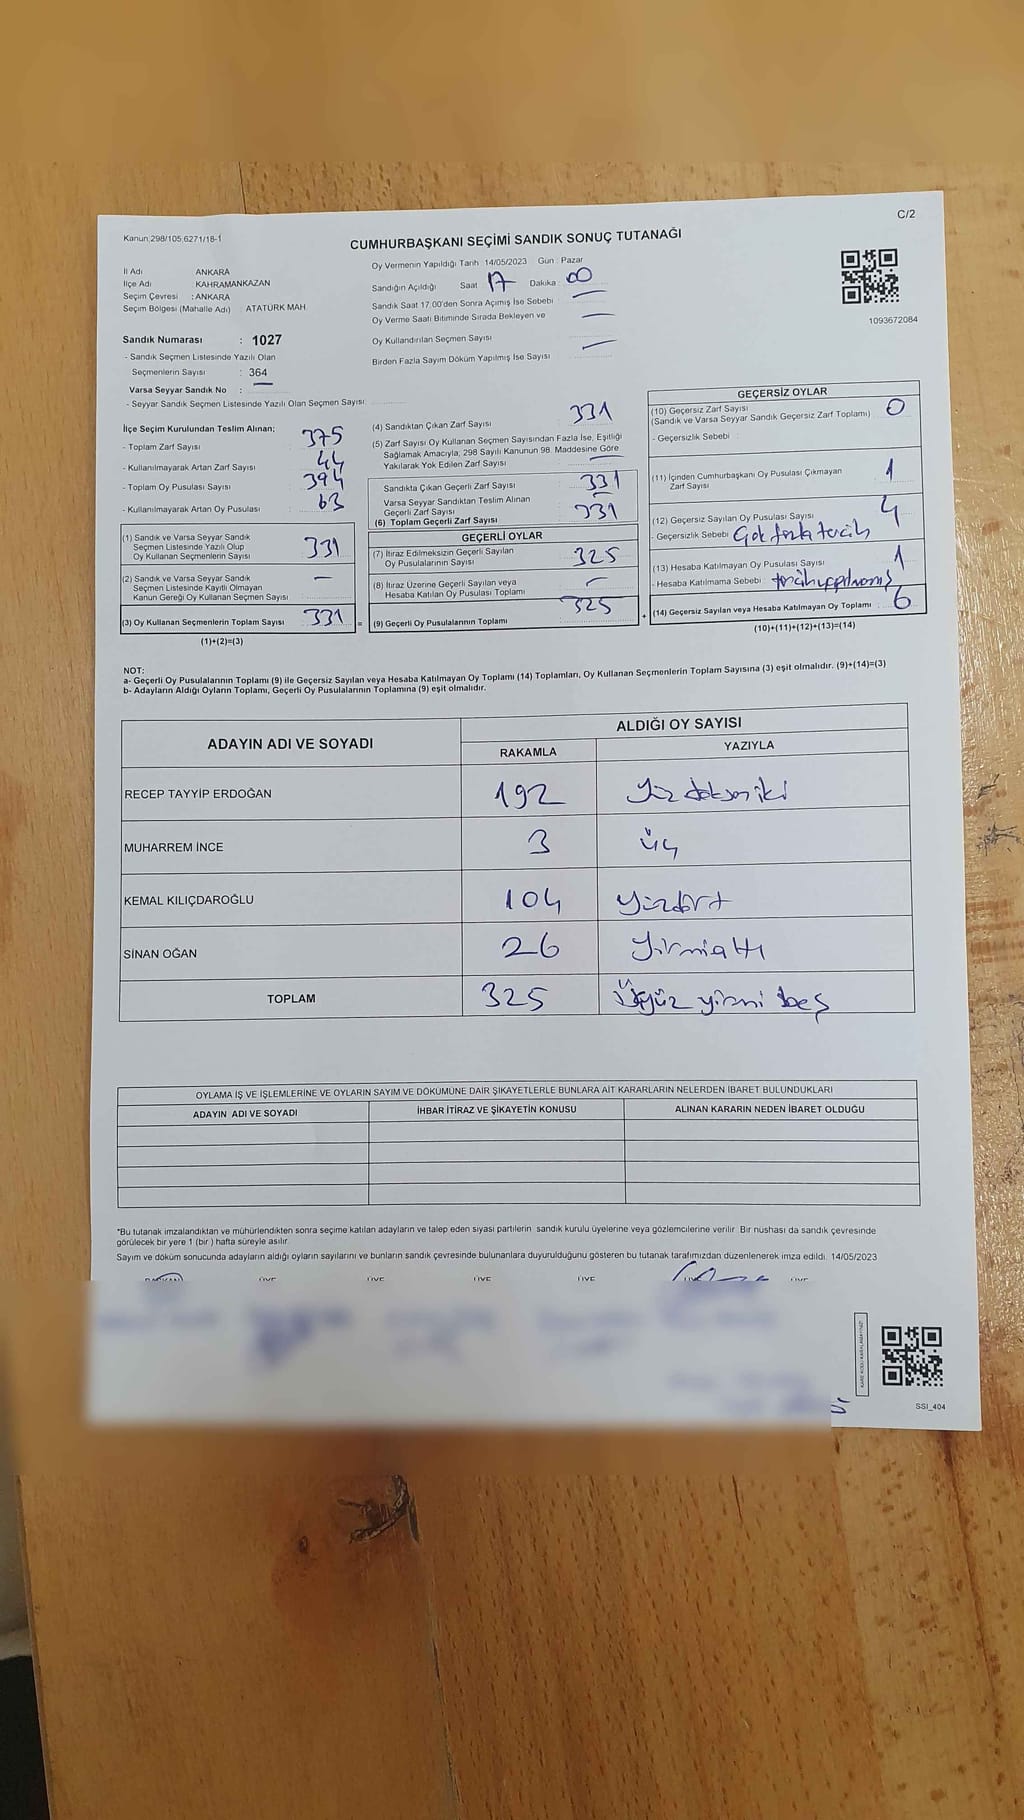 C/2
Kanun:298/105;6271/18-1
CUMHURBAŞKANI SEÇİMİ SANDIK SONUÇ TUTANAĞI
İl Adı ANKARA
İlçe Adı KAHRAMANKAZAN
Seçim Çevresi : ANKARA
Seçim Bölgesi (Mahalle Adı) : ATATÜRK MAH.
Oy Vermenin Yapıldığı Tarih 14/05/2023 Gün : Pazar
Sandığın Açıldığı Saat 17 Dakika : 00
Sandık Saat 17.00'den Sonra Açımış İse Sebebi : —
Oy Verme Saati Bitiminde Sırada Bekleyen ve
Oy Kullandırılan Seçmen Sayısı —
Birden Fazla Sayım Döküm Yapılmış İse Sayısı —
1093672084
Sandık Numarası : 1027
- Sandık Seçmen Listesinde Yazılı Olan
Seçmenlerin Sayısı : 364
Varsa Seyyar Sandık No : —
- Seyyar Sandık Seçmen Listesinde Yazılı Olan Seçmen Sayısı:
İlçe Seçim Kurulundan Teslim Alınan;
- Toplam Zarf Sayısı 375
- Kullanılmayarak Artan Zarf Sayısı 44
- Toplam Oy Pusulası Sayısı 394
- Kullanılmayarak Artan Oy Pusulası 63
(1) Sandık ve Varsa Seyyar Sandık
Seçmen Listesinde Yazılı Olup
Oy Kullanan Seçmenlerin Sayısı 331
(2) Sandık ve Varsa Seyyar Sandık
Seçmen Listesinde Kayıtlı Olmayan
Kanun Gereği Oy Kullanan Seçmen Sayısı —
(3) Oy Kullanan Seçmenlerin Toplam Sayısı 331 =
(1)+(2)=(3)
(4) Sandıktan Çıkan Zarf Sayısı 331
(5) Zarf Sayısı Oy Kullanan Seçmen Sayısından Fazla İse, Eşitliği
Sağlamak Amacıyla, 298 Sayılı Kanunun 98. Maddesine Göre
Yakılarak Yok Edilen Zarf Sayısı —
Sandıkta Çıkan Geçerli Zarf Sayısı 331
Varsa Seyyar Sandıktan Teslim Alınan
Geçerli Zarf Sayısı —
(6) Toplam Geçerli Zarf Sayısı 331
GEÇERLİ OYLAR
(7) İtiraz Edilmeksizin Geçerli Sayılan
Oy Pusulalarının Sayısı 325
(8) İtiraz Üzerine Geçerli Sayılan veya
Hesaba Katılan Oy Pusulası Toplamı —
(9) Geçerli Oy Pusulalarının Toplamı 325 +
GEÇERSİZ OYLAR
(10) Geçersiz Zarf Sayısı
(Sandık ve Varsa Seyyar Sandık Geçersiz Zarf Toplamı) 0
- Geçersizlik Sebebi :
(11) İçinden Cumhurbaşkanı Oy Pusulası Çıkmayan
Zarf Sayısı 1
(12) Geçersiz Sayılan Oy Pusulası Sayısı 4
- Geçersizlik Sebebi : Çok fazla tercih
(13) Hesaba Katılmayan Oy Pusulası Sayısı 1
- Hesaba Katılmama Sebebi : tercih yapılmamış
(14) Geçersiz Sayılan veya Hesaba Katılmayan Oy Toplamı 6
(10)+(11)+(12)+(13)=(14)
NOT:
a- Geçerli Oy Pusulalarının Toplamı (9) ile Geçersiz Sayılan veya Hesaba Katılmayan Oy Toplamı (14) Toplamları, Oy Kullanan Seçmenlerin Toplam Sayısına (3) eşit olmalıdır. (9)+(14)=(3)
b- Adayların Aldığı Oyların Toplamı, Geçerli Oy Pusulalarının Toplamına (9) eşit olmalıdır.
ADAYIN ADI VE SOYADI
ALDIĞI OY SAYISI
RAKAMLA YAZIYLA
RECEP TAYYİP ERDOĞAN 192 Yüz doksan iki
MUHARREM İNCE 3 üç
KEMAL KILIÇDAROĞLU 104 yüzdört
SİNAN OĞAN 26 Yirmialtı
TOPLAM 325 Üçyüz yirmi beş
OYLAMA İŞ VE İŞLEMLERİNE VE OYLARIN SAYIM VE DÖKÜMÜNE DAİR ŞİKAYETLERLE BUNLARA AİT KARARLARIN NELERDEN İBARET BULUNDUKLARI
ADAYIN ADI VE SOYADI İHBAR İTİRAZ VE ŞİKAYETİN KONUSU ALINAN KARARIN NEDEN İBARET OLDUĞU
*Bu tutanak imzalandıktan ve mühürlendikten sonra seçime katılan adayların ve talep eden siyasi partilerin sandık kurulu üyelerine veya gözlemcilerine verilir. Bir nüshası da sandık çevresinde
görülecek bir yere 1 (bir ) hafta süreyle asılır.
Sayım ve döküm sonucunda adayların aldığı oyların sayılarını ve bunların sandık çevresinde bulunanlara duyurulduğunu gösteren bu tutanak tarafımızdan düzenlenerek imza edildi. 14/05/2023
BAŞKAN ÜYE ÜYE ÜYE ÜYE ÜYE ÜYE
SSI_404